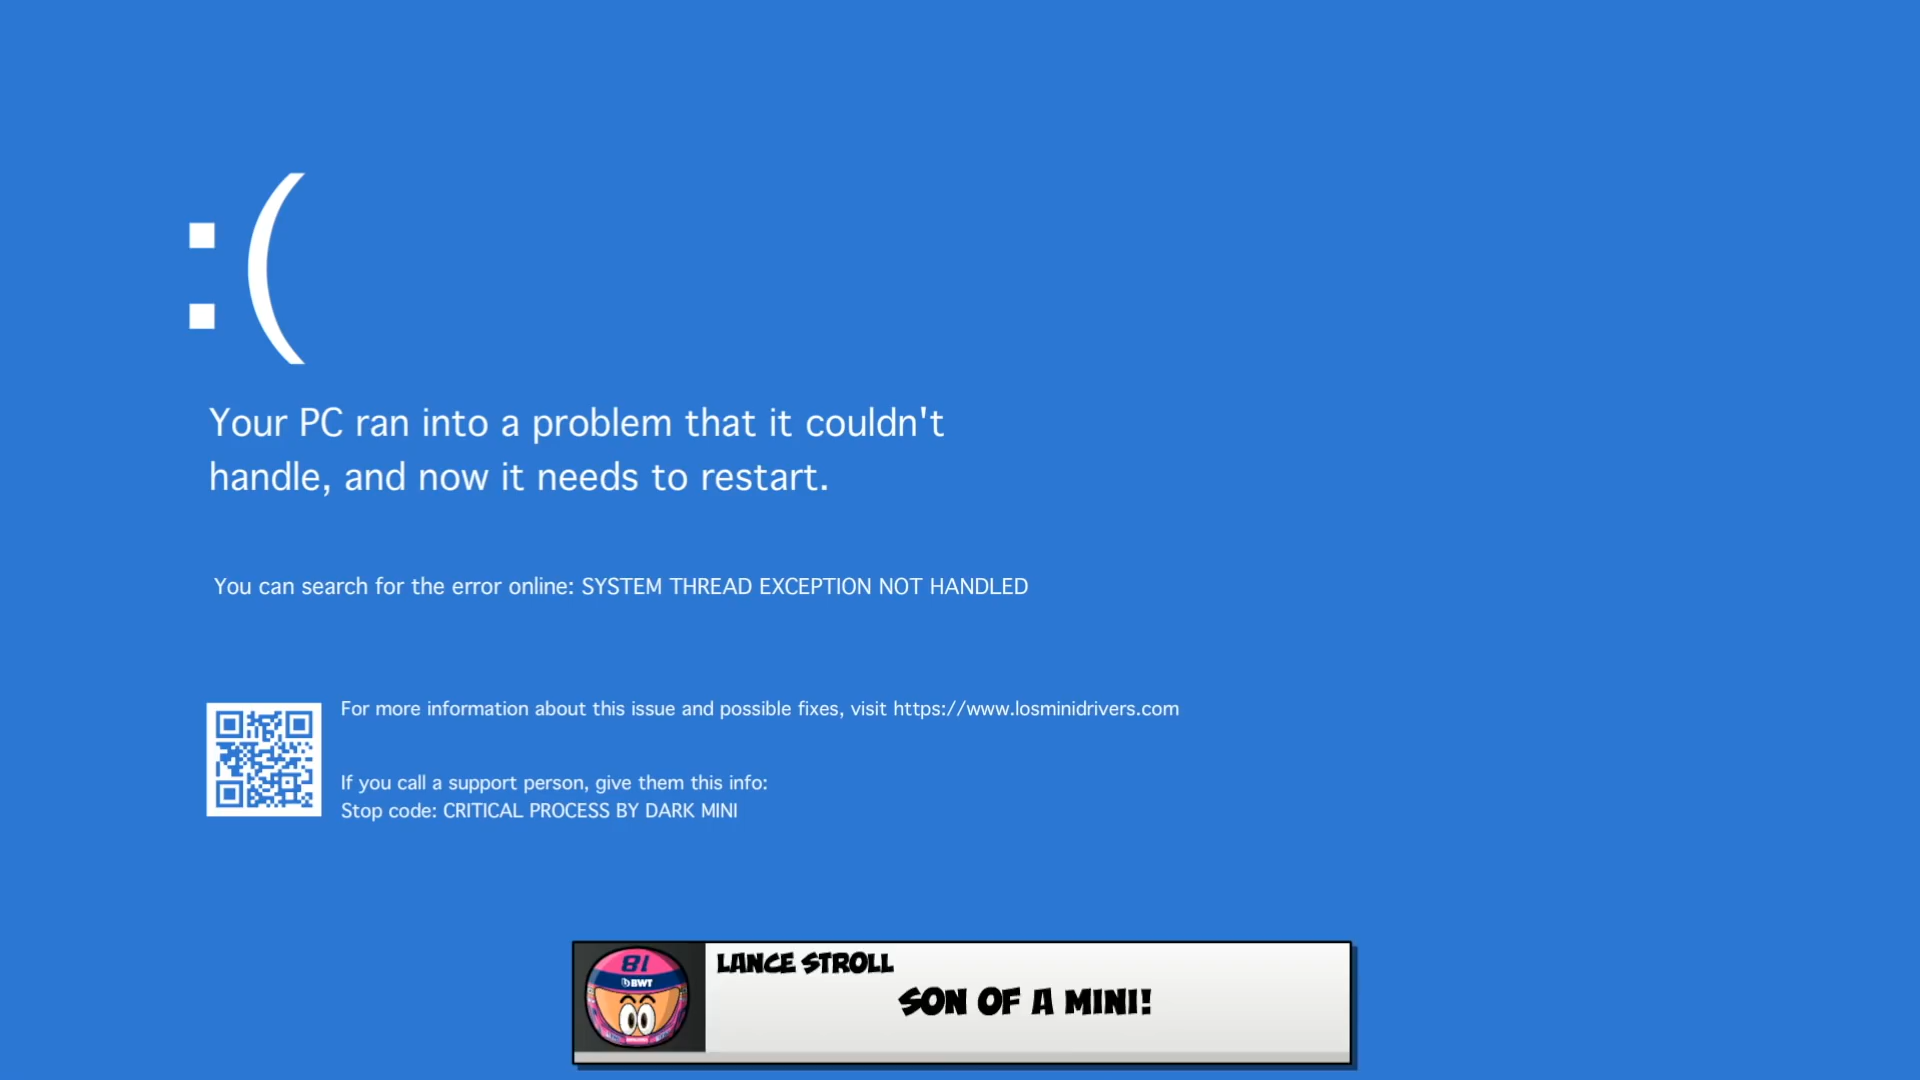 :(
Your PC ran into a problem that it couldn't
handle, and now it needs to restart.
You can search for the error online: SYSTEM THREAD EXCEPTION NOT HANDLED
For more information about this issue and possible fixes, visit https://www.losminidrivers.com
If you call a support person, give them this info:
Stop code: CRITICAL PROCESS BY DARK MINI
18
BWT
LANCE STROLL
SON OF A MINI!